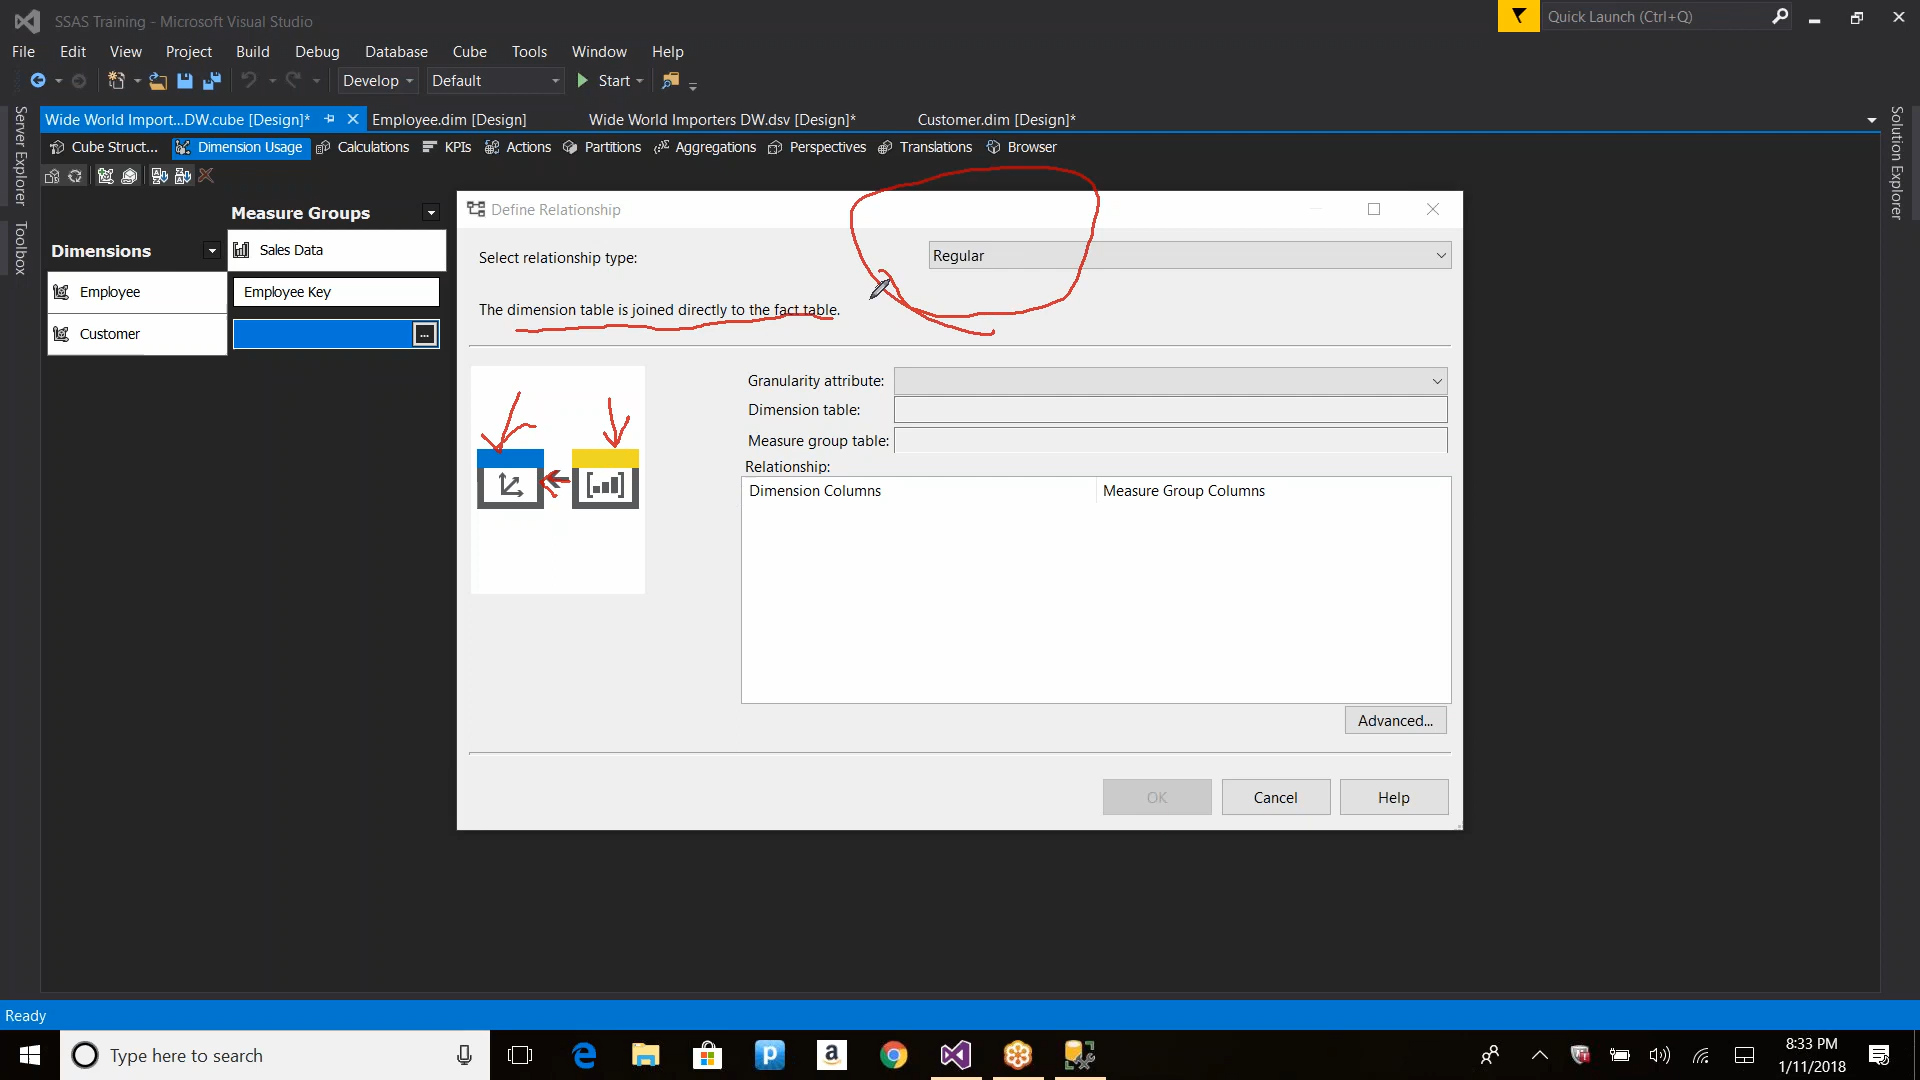 SSAS Training - Microsoft Visual Studio
Quick Launch (Ctrl+Q)
File Edit View Project Build Debug Database Cube Tools Window Help
Develop Default Start
Server Explorer
Toolbox
Solution Explorer
Wide World Import...DW.cube [Design]* Employee.dim [Design] Wide World Importers DW.dsv [Design]* Customer.dim [Design]*
Cube Struct... Dimension Usage Calculations KPIs Actions Partitions Aggregations Perspectives Translations Browser
Measure Groups
Dimensions Sales Data
Employee Employee Key
Customer ...
Define Relationship
Select relationship type: Regular
The dimension table is joined directly to the fact table.
Granularity attribute:
Dimension table:
Measure group table:
Relationship:
Dimension Columns Measure Group Columns
Advanced...
OK Cancel Help
Ready
Type here to search
8:33 PM
1/11/2018